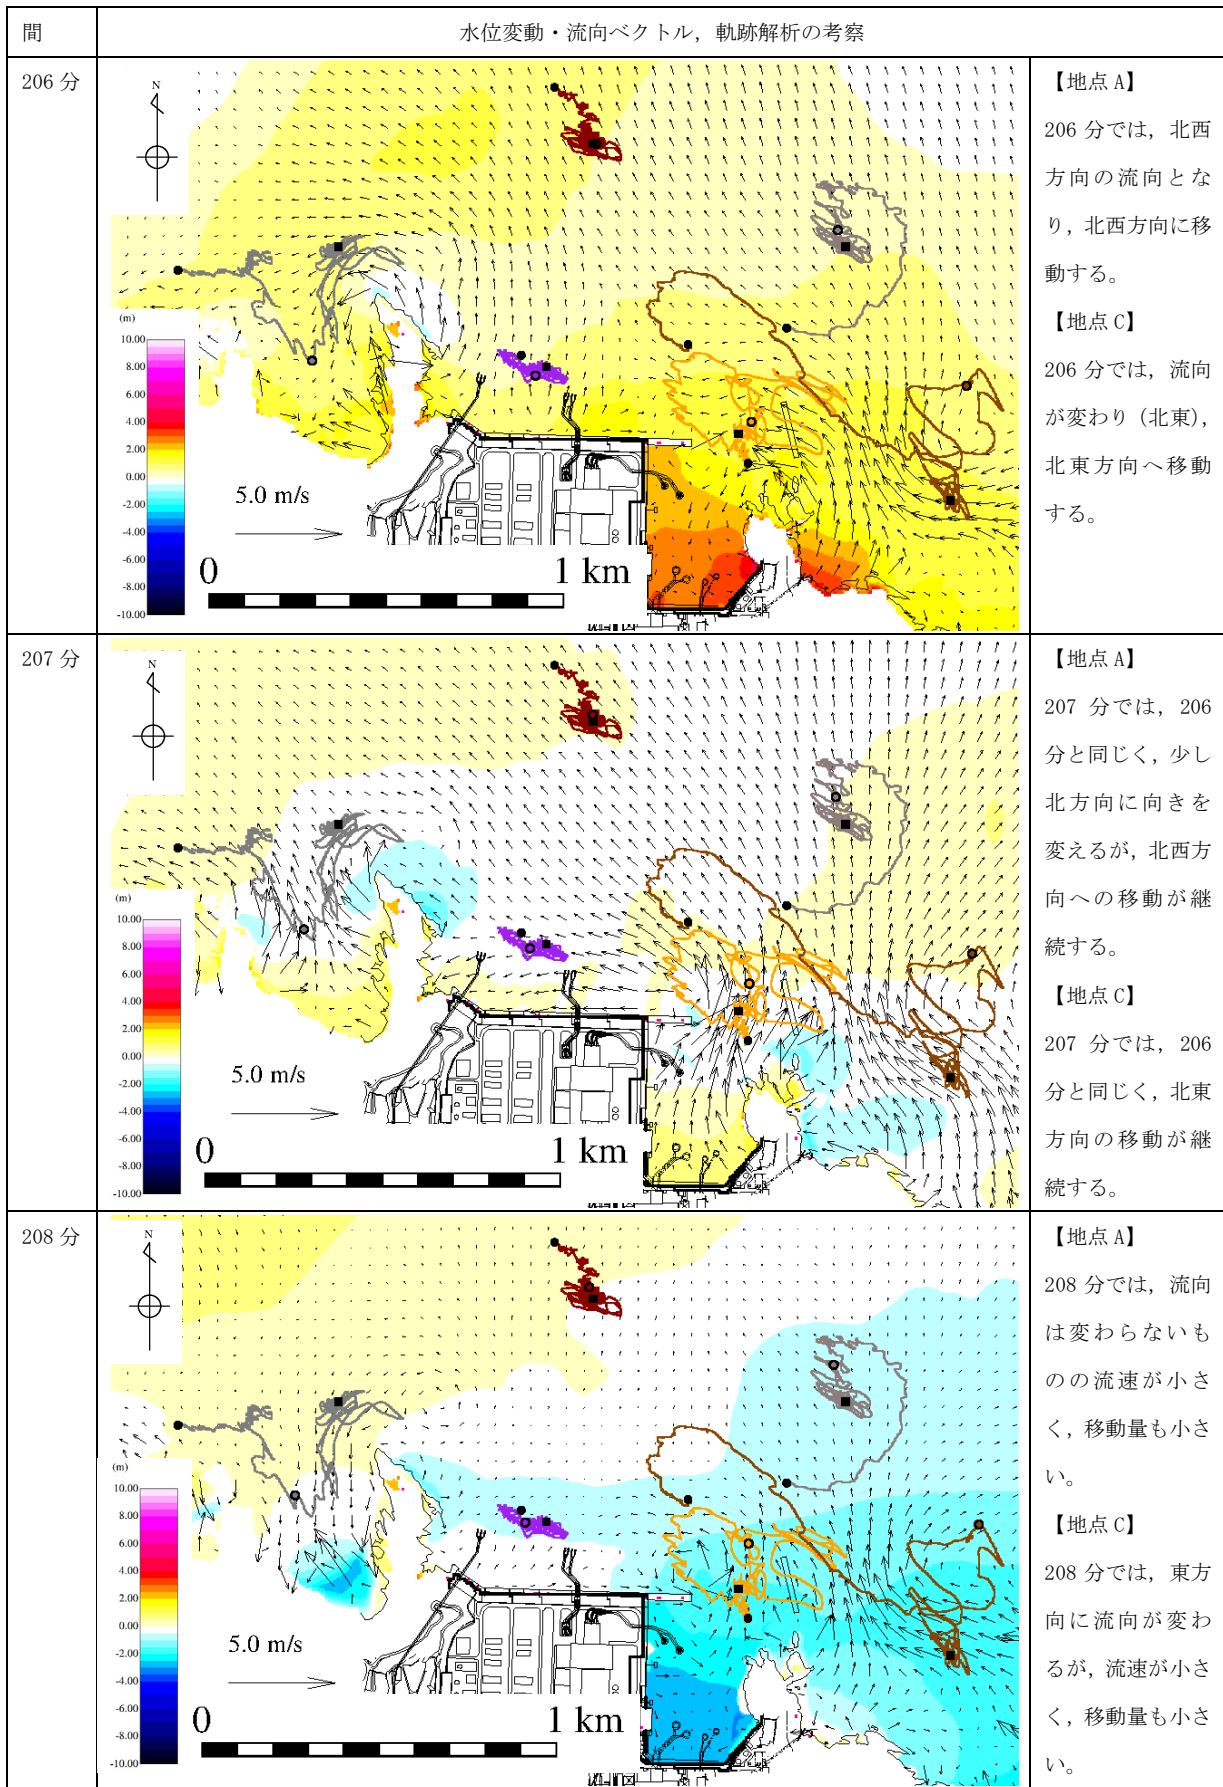 間
水位変動・流向ベクトル，軌跡解析の考察
206 分
N
(m)
10.00
8.00
6.00
4.00
2.00
0.00
-2.00
-4.00
-6.00
-8.00
-10.00
5.0 m/s
0
1 km
【地点 A】
206 分では，北西
方向の流向とな
り，北西方向に移
動する。
【地点 C】
206 分では，流向
が変わり（北東），
北東方向へ移動
する。
207 分
N
(m)
10.00
8.00
6.00
4.00
2.00
0.00
-2.00
-4.00
-6.00
-8.00
-10.00
5.0 m/s
0
1 km
【地点 A】
207 分では，206
分と同じく，少し
北方向に向きを
変えるが，北西方
向への移動が継
続する。
【地点 C】
207 分では，206
分と同じく，北東
方向の移動が継
続する。
208 分
N
(m)
10.00
8.00
6.00
4.00
2.00
0.00
-2.00
-4.00
-6.00
-8.00
-10.00
5.0 m/s
0
1 km
【地点 A】
208 分では，流向
は変わらないも
のの流速が小さ
く，移動量も小さ
い。
【地点 C】
208 分では，東方
向に流向が変わ
るが，流速が小さ
く，移動量も小さ
い。